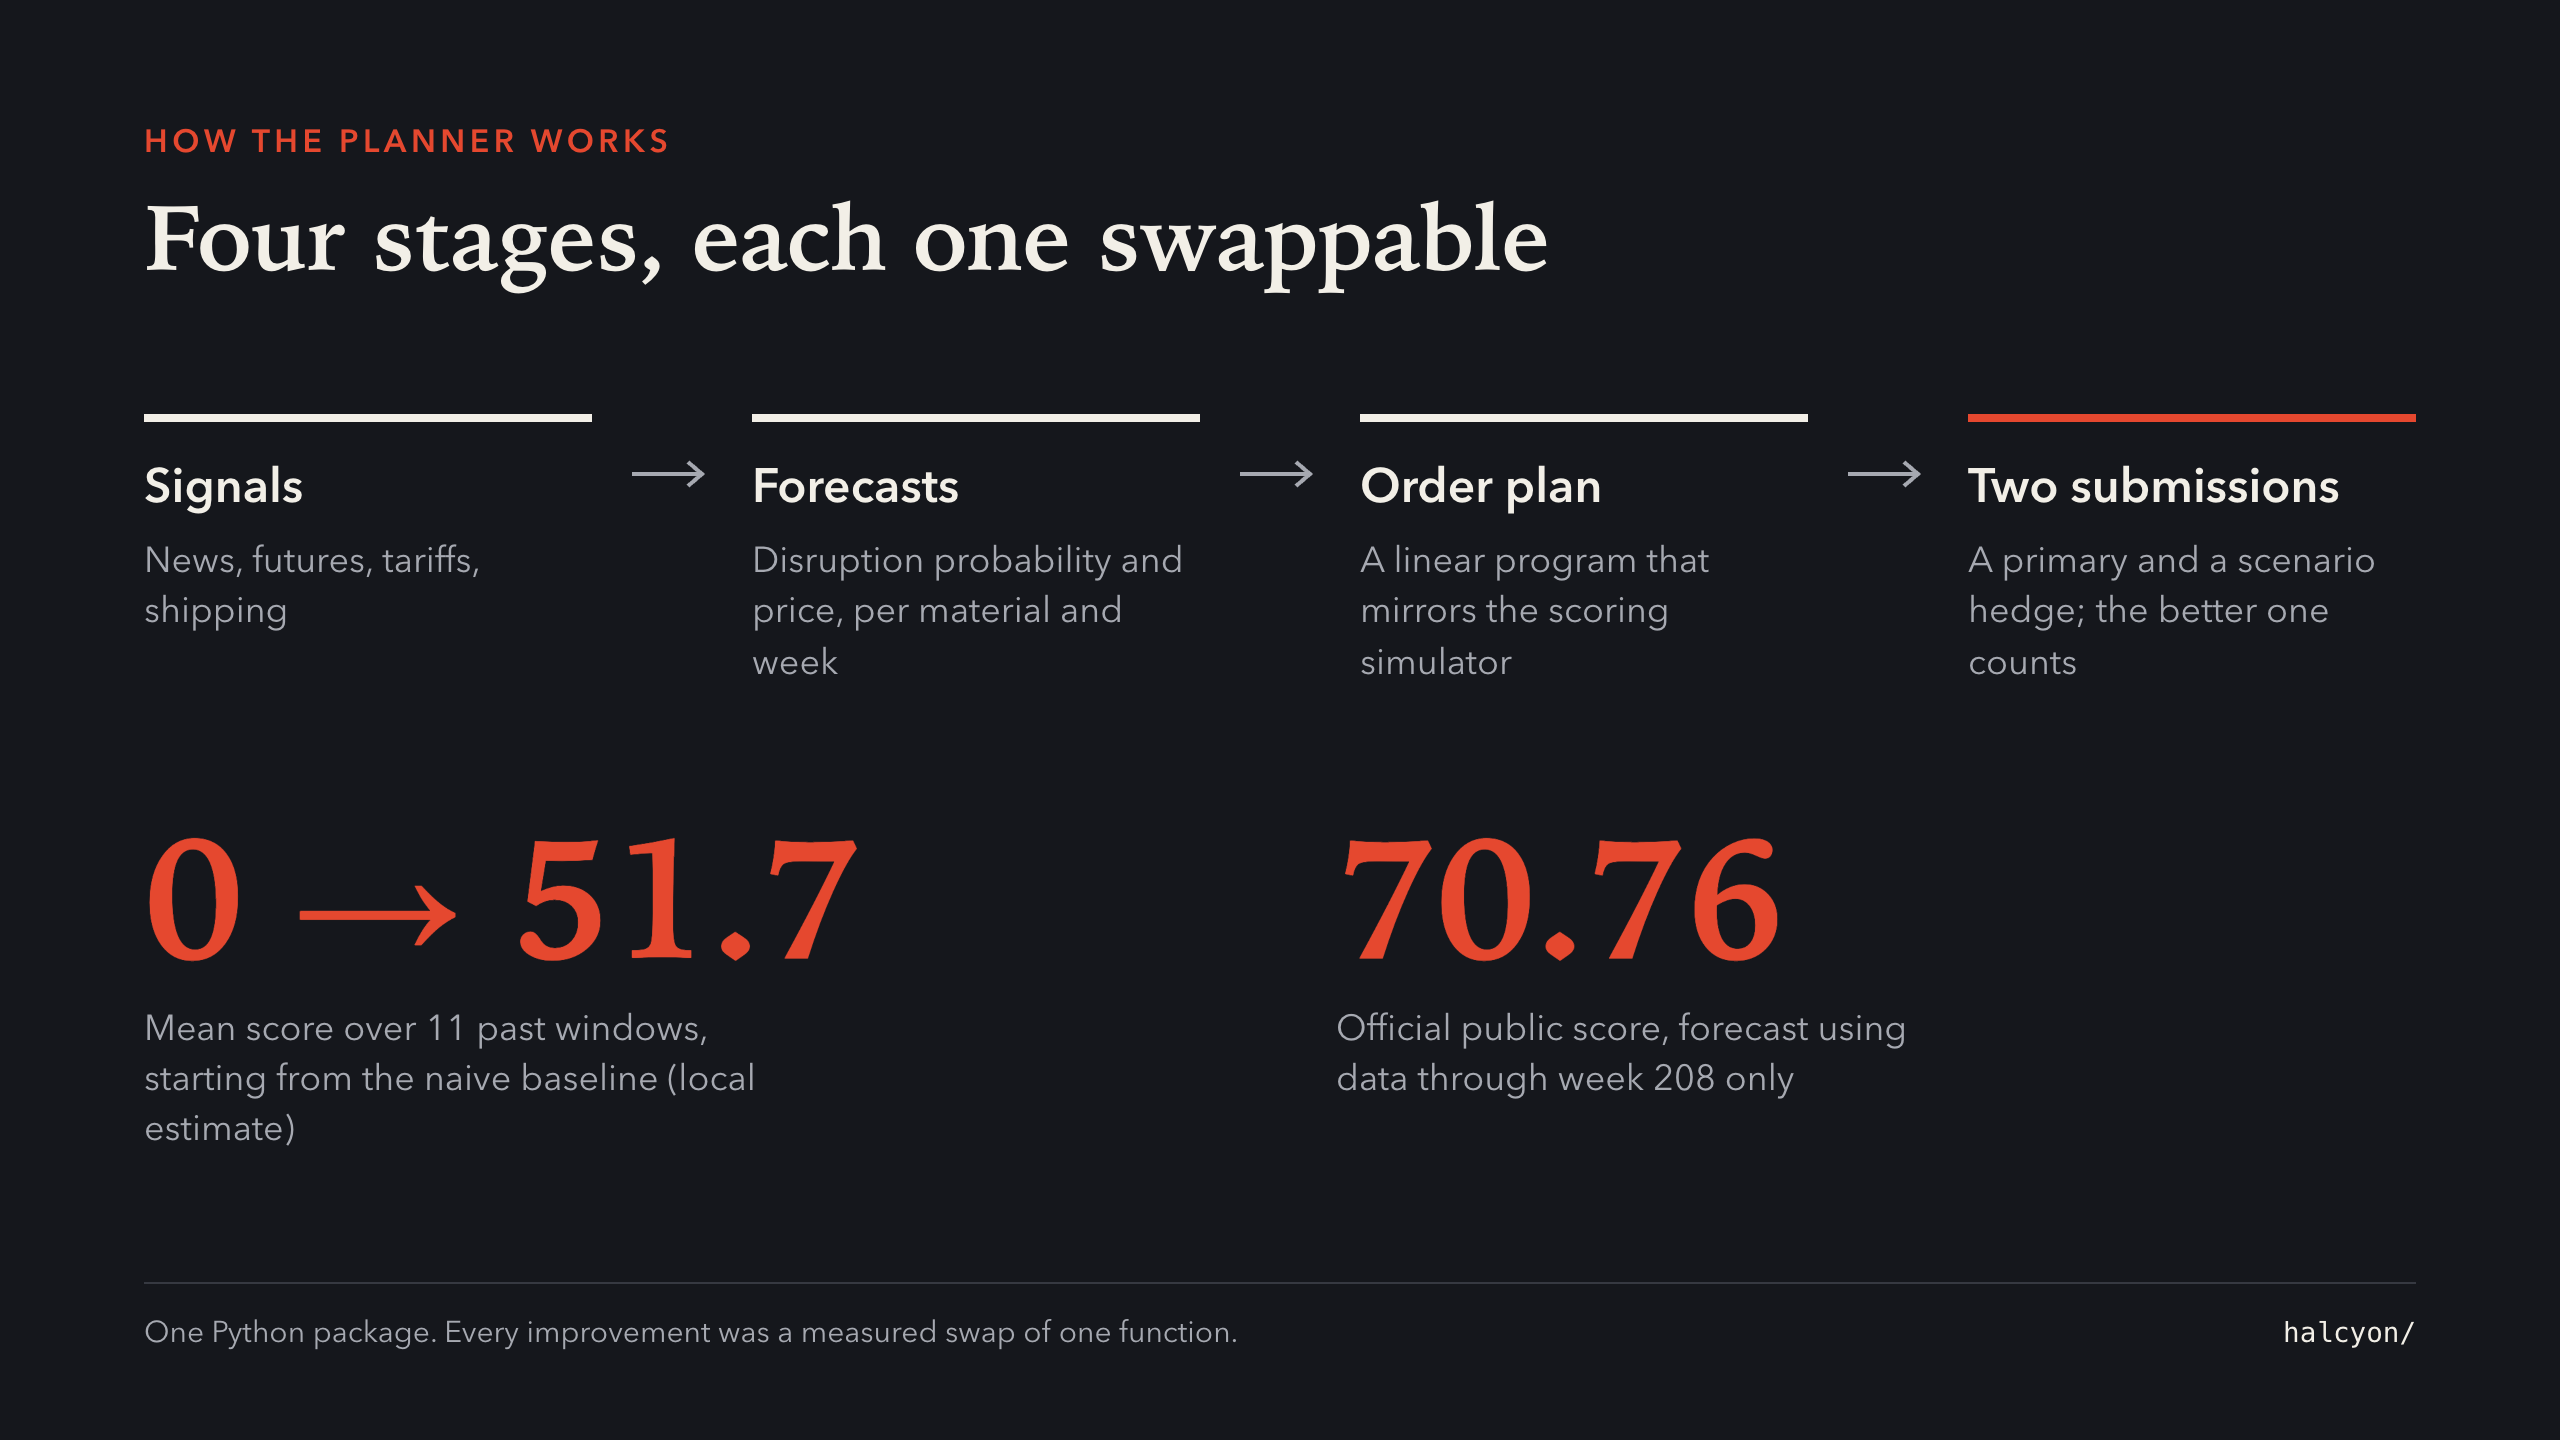 HOW THE PLANNER WORKS
Four stages, each one swappable
Signals
News, futures, tariffs,
shipping
→
Forecasts
Disruption probability and
price, per material and
week
→
Order plan
A linear program that
mirrors the scoring
simulator
→
Two submissions
A primary and a scenario
hedge; the better one
counts
0 → 51.7
Mean score over 11 past windows,
starting from the naive baseline (local
estimate)
70.76
Official public score, forecast using
data through week 208 only
One Python package. Every improvement was a measured swap of one function.
halcyon/